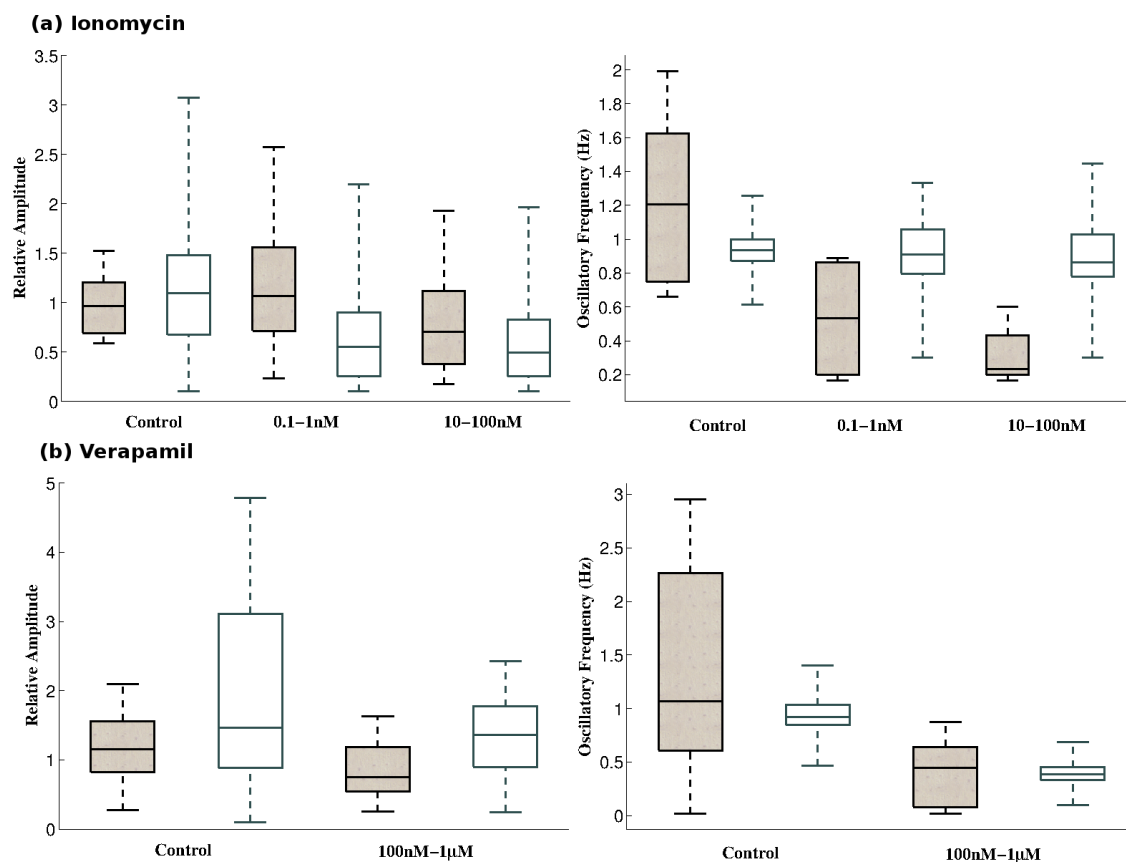 (a) Ionomycin
Relative Amplitude
3.5
3
2.5
2
1.5
1
0.5
0
Control
0.1–1nM
10–100nM
Oscillatory Frequency (Hz)
2
1.8
1.6
1.4
1.2
1
0.8
0.6
0.4
0.2
Control
0.1–1nM
10–100nM
(b) Verapamil
Relative Amplitude
5
4
3
2
1
0
Control
100nM–1μM
Oscillatory Frequency (Hz)
3
2.5
2
1.5
1
0.5
0
Control
100nM–1μM